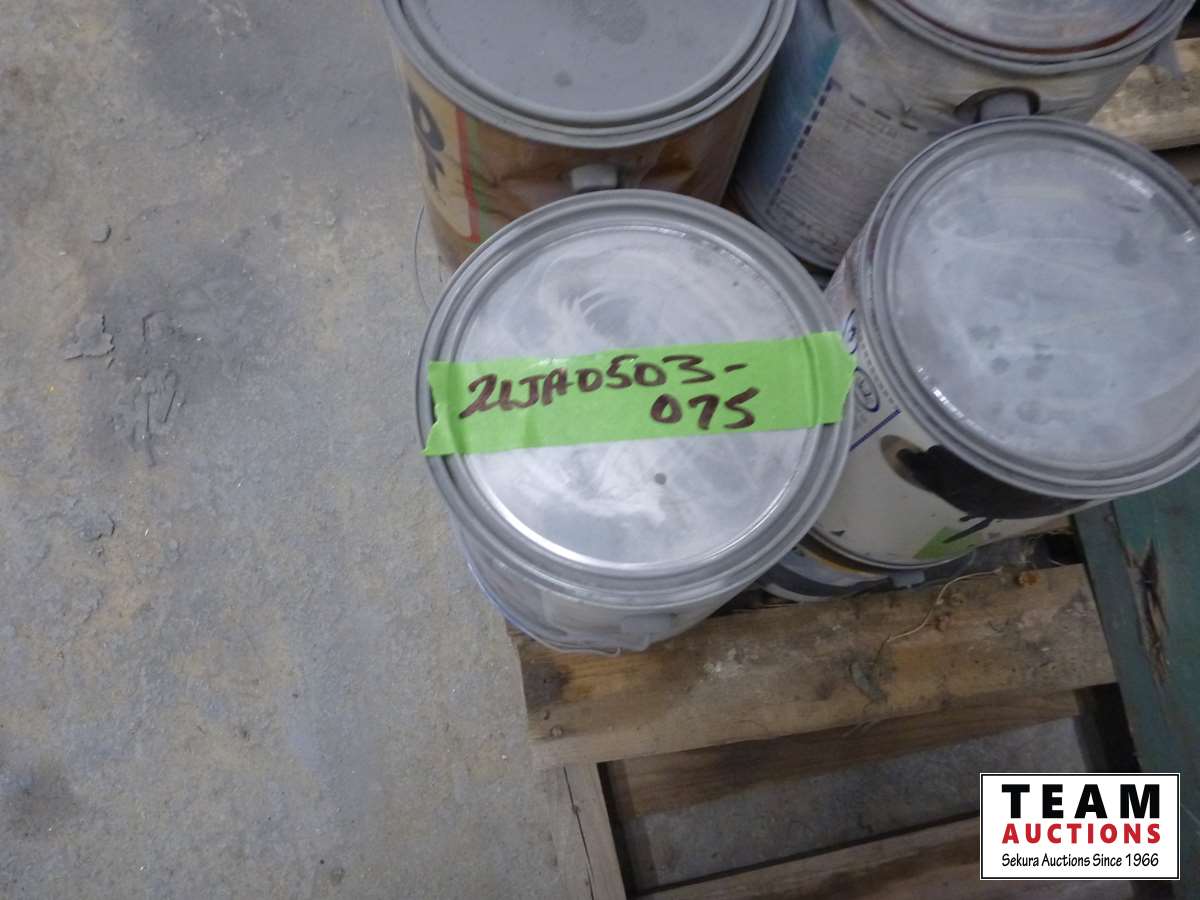 21JA0503-
075
TEAM
AUCTIONS
Sekura Auctions Since 1966